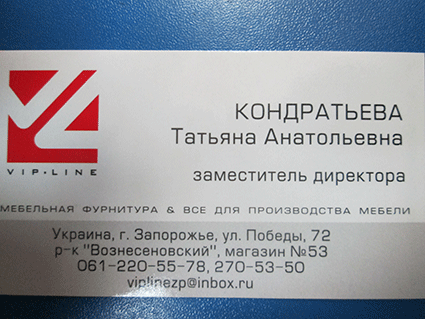 VIP·LINE
КОНДРАТЬЕВА
Татьяна Анатольевна
заместитель директора
МЕБЕЛЬНАЯ ФУРНИТУРА & ВСЕ ДЛЯ ПРОИЗВОДСТВА МЕБЕЛИ
Украина, г. Запорожье, ул. Победы, 72
р-к "Вознесеновский", магазин №53
061-220-55-78, 270-53-50
viplinezp@inbox.ru